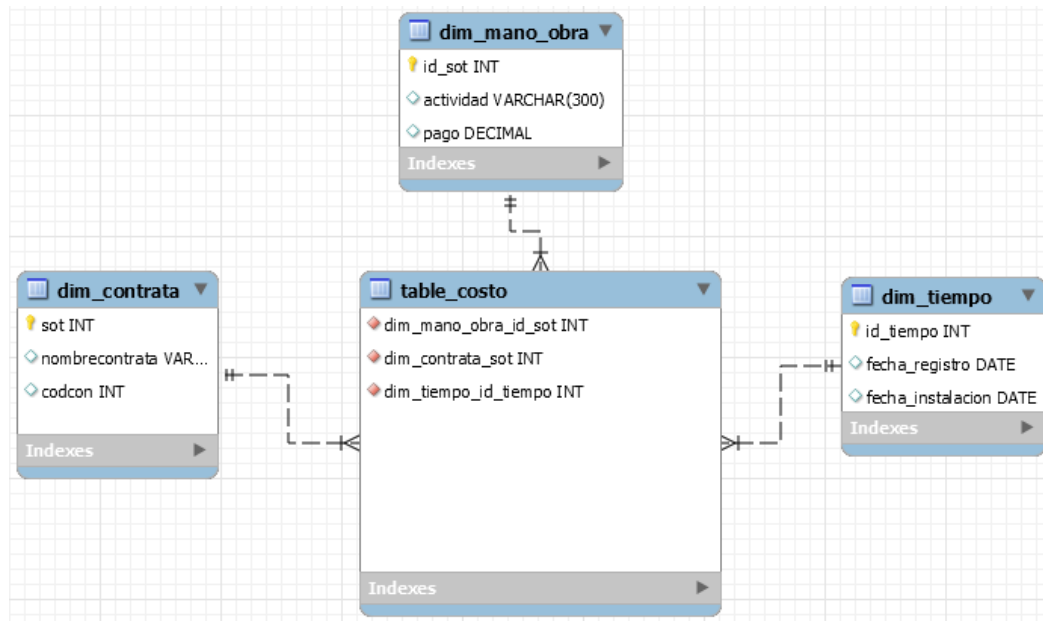 dim_mano_obra
id_sot INT
actividad VARCHAR(300)
pago DECIMAL
Indexes
dim_contrata
sot INT
nombrecontrata VAR...
codcon INT
Indexes
table_costo
dim_mano_obra_id_sot INT
dim_contrata_sot INT
dim_tiempo_id_tiempo INT
Indexes
dim_tiempo
id_tiempo INT
fecha_registro DATE
fecha_instalacion DATE
Indexes